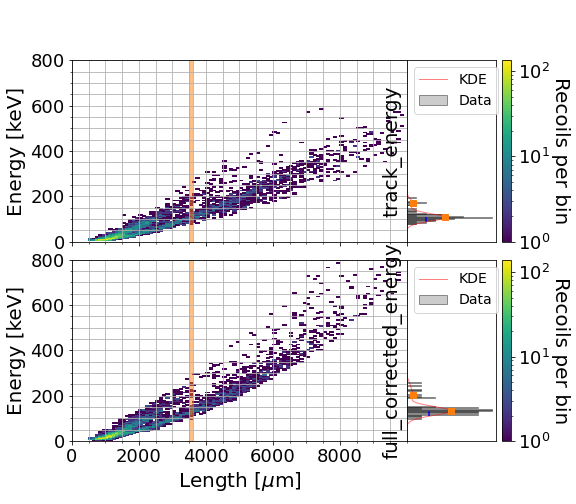 800
600
400
200
0
Energy [keV]
track_energy
KDE
Data
10²
10¹
10⁰
Recoils per bin
800
600
400
200
0
Energy [keV]
full_corrected_energy
KDE
Data
10²
10¹
10⁰
Recoils per bin
0 2000 4000 6000 8000
Length [μm]